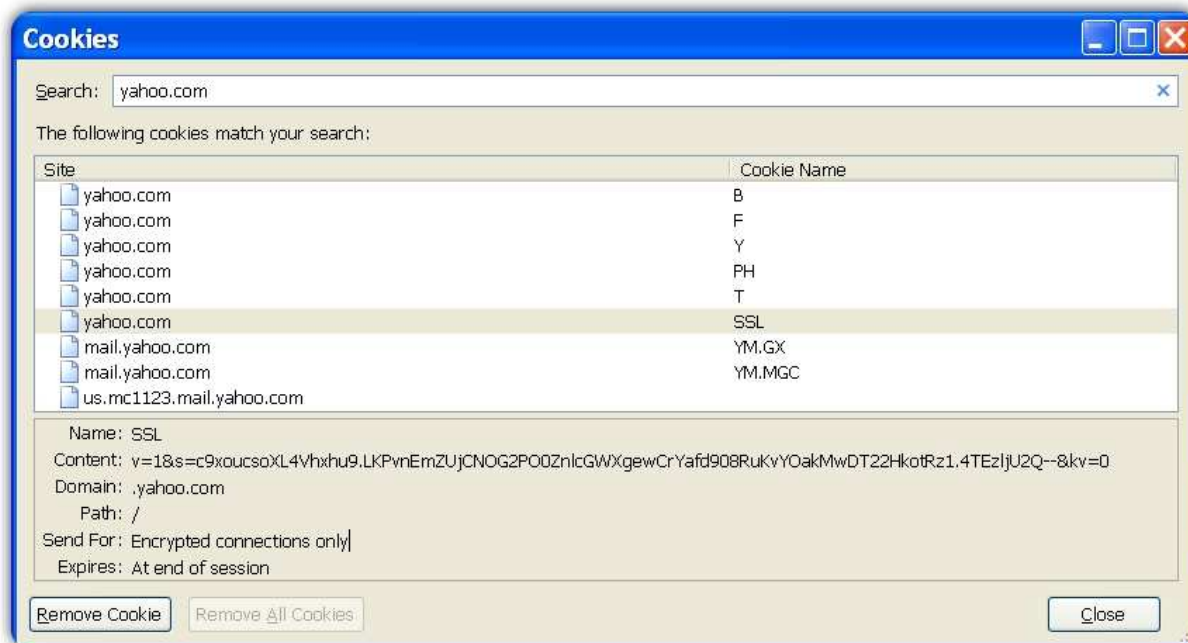 Cookies
Search: yahoo.com
The following cookies match your search:
Site Cookie Name
yahoo.com B
yahoo.com F
yahoo.com Y
yahoo.com PH
yahoo.com T
yahoo.com SSL
mail.yahoo.com YM.GX
mail.yahoo.com YM.MGC
us.mc1123.mail.yahoo.com
Name: SSL
Content: v=1&s=c9xoucsoXL4Vhxhu9.LKPvnEmZUjCNOG2PO0ZnlcGWXgewCrYafd908RuKvYOakMwDT22HkotRz1.4TEzljU2Q--&kv=0
Domain: .yahoo.com
Path: /
Send For: Encrypted connections only
Expires: At end of session
Remove Cookie Remove All Cookies Close